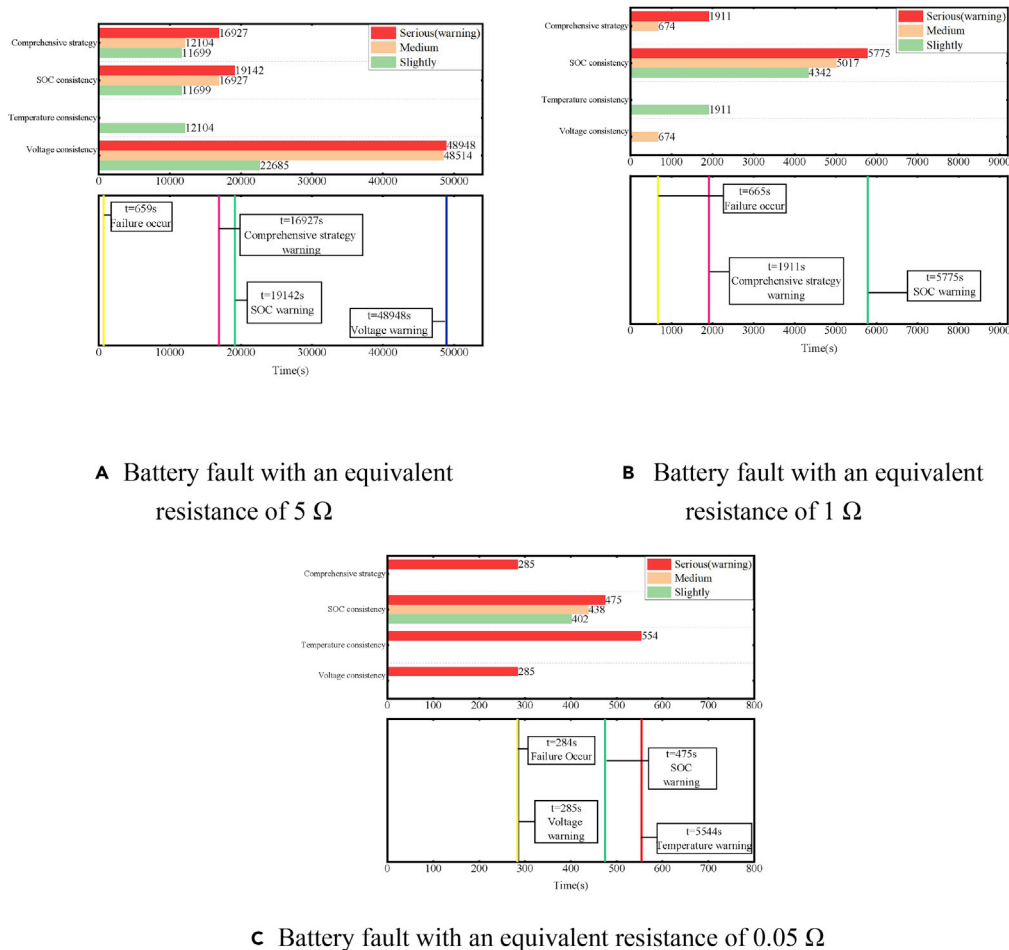 Comprehensive strategy
SOC consistency
Temperature consistency
Voltage consistency
16927
12104
11699
19142
16927
11699
12104
48948
48514
22685
Serious(warning)
Medium
Slightly
0 10000 20000 30000 40000 50000
t=659s
Failure occur
t=16927s
Comprehensive strategy
warning
t=19142s
SOC warning
t=48948s
Voltage warning
0 10000 20000 30000 40000 50000
Time(s)
A Battery fault with an equivalent
resistance of 5 Ω
Comprehensive strategy
SOC consistency
Temperature consistency
Voltage consistency
1911
674
5775
5017
4342
1911
674
Serious(warning)
Medium
Slightly
0 1000 2000 3000 4000 5000 6000 7000 8000 9000
t=665s
Failure occur
t=1911s
Comprehensive strategy
warning
t=5775s
SOC warning
0 1000 2000 3000 4000 5000 6000 7000 8000 9000
Time(s)
B Battery fault with an equivalent
resistance of 1 Ω
Comprehensive strategy
SOC consistency
Temperature consistency
Voltage consistency
285
475
438
402
554
285
Serious(warning)
Medium
Slightly
0 100 200 300 400 500 600 700 800
t=284s
Failure Occur
t=475s
SOC
warning
t=285s
Voltage
warning
t=5544s
Temperature warning
0 100 200 300 400 500 600 700 800
Time(s)
C Battery fault with an equivalent resistance of 0.05 Ω